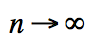 n → ∞